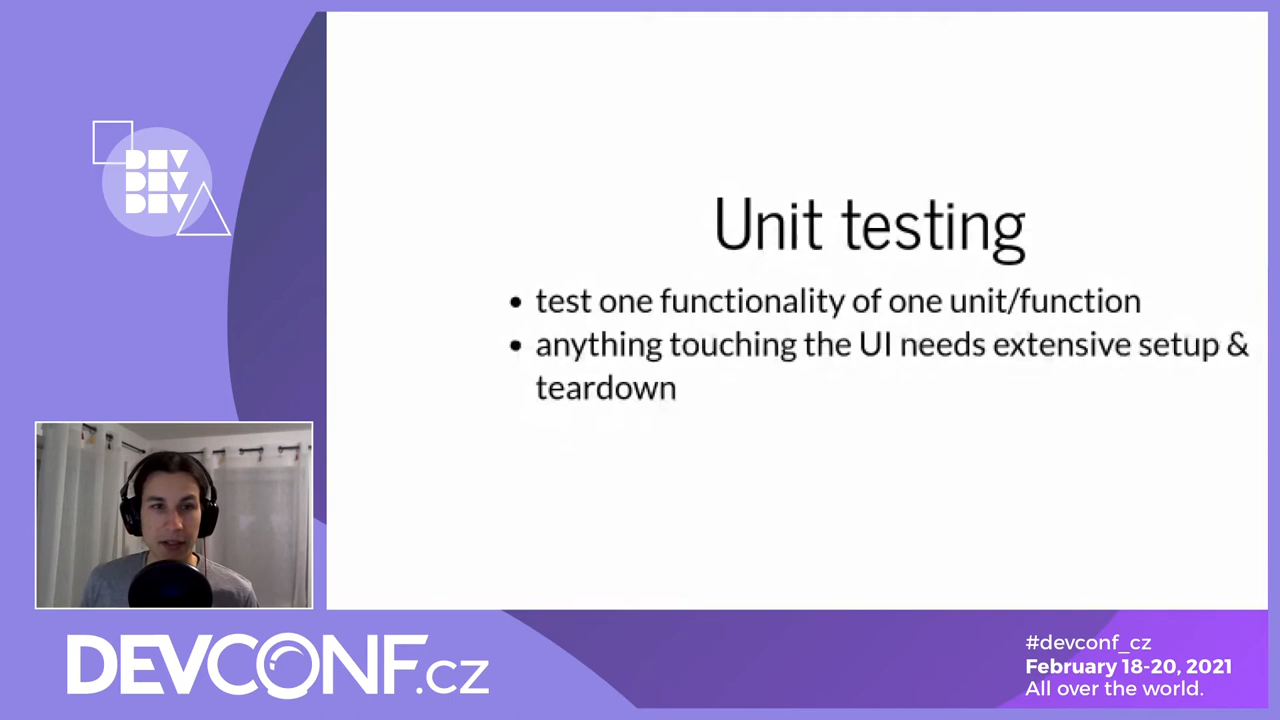 DEV
DEV
DEV
Unit testing
• test one functionality of one unit/function
• anything touching the UI needs extensive setup &
teardown
DEVCONF.cz
#devconf_cz
February 18-20, 2021
All over the world.